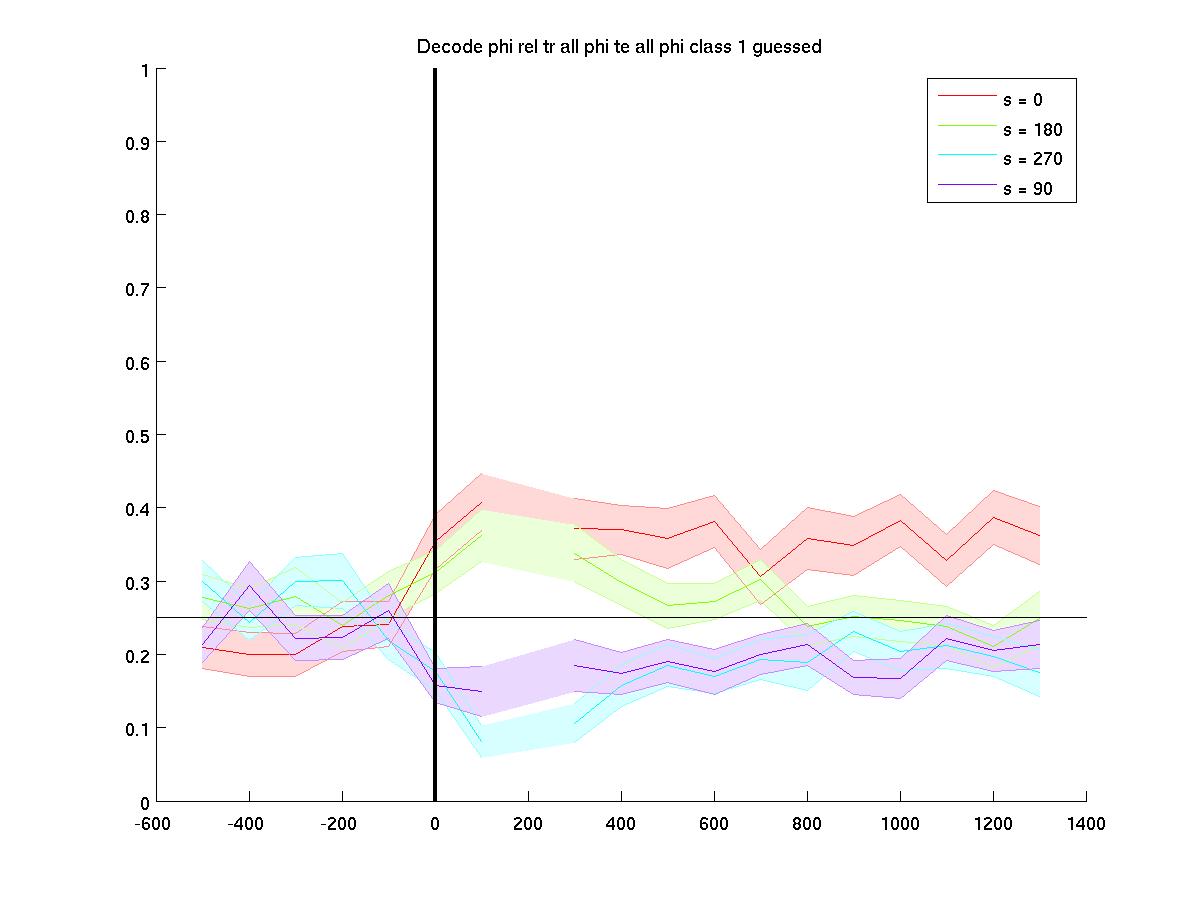 Decode phi rel tr all phi te all phi class 1 guessed
s = 0
s = 180
s = 270
s = 90
1
0.9
0.8
0.7
0.6
0.5
0.4
0.3
0.2
0.1
0
-600 -400 -200 0 200 400 600 800 1000 1200 1400